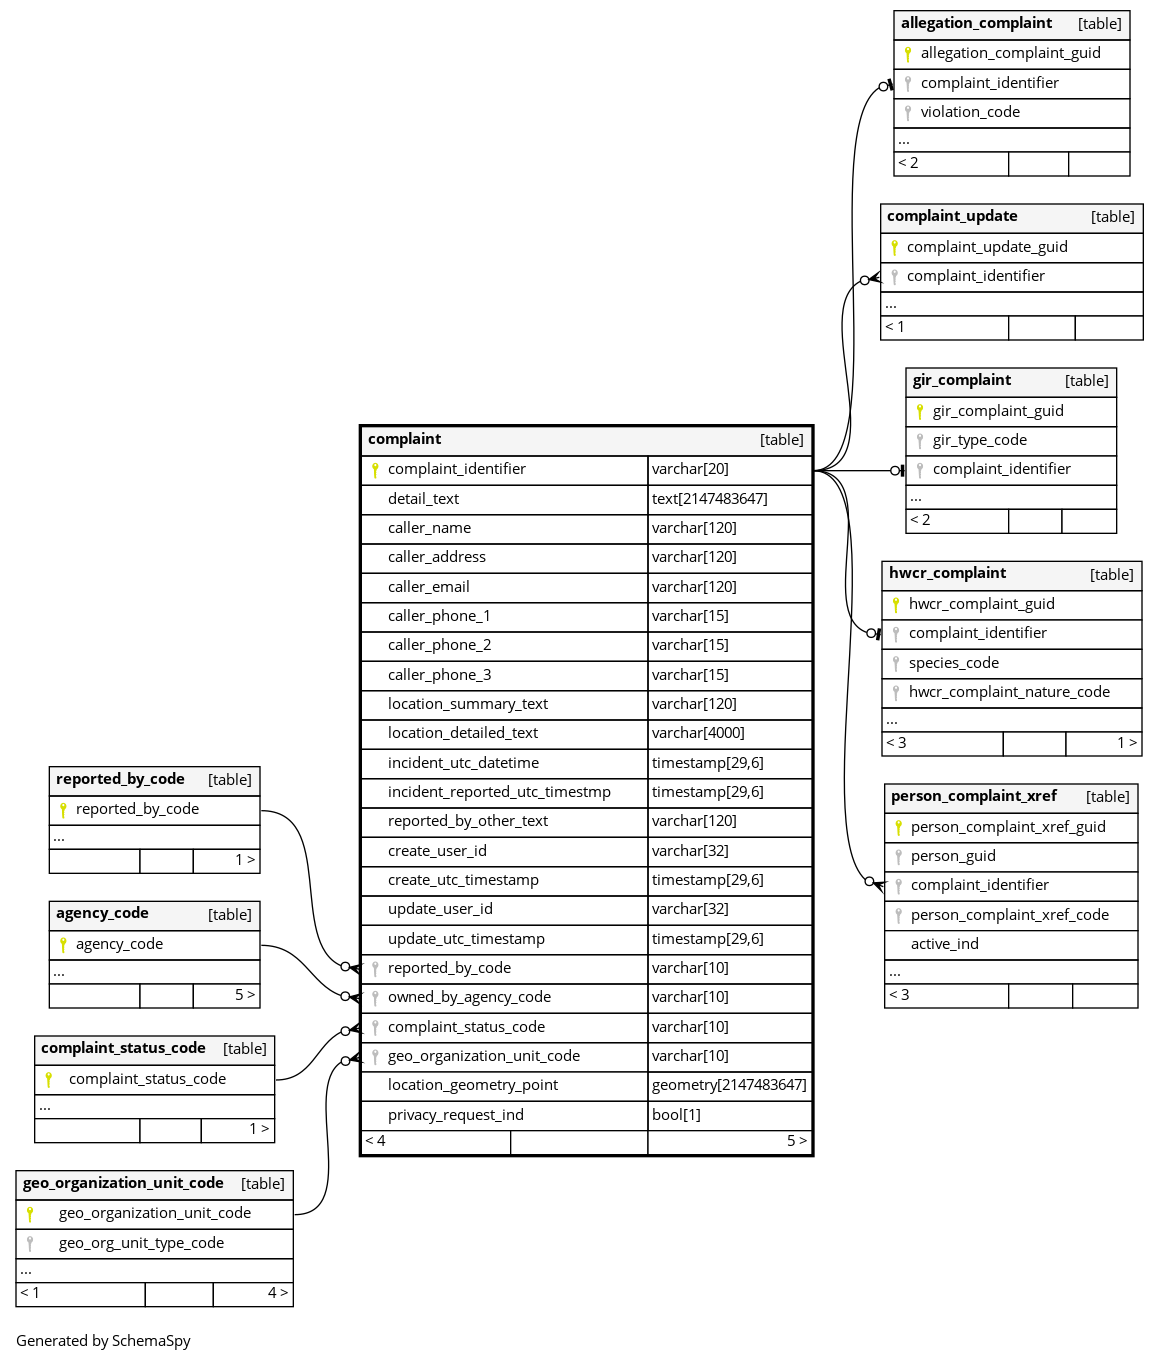 allegation_complaint [table]
allegation_complaint_guid
complaint_identifier
violation_code
...
< 2
complaint_update [table]
complaint_update_guid
complaint_identifier
...
< 1
gir_complaint [table]
gir_complaint_guid
gir_type_code
complaint_identifier
...
< 2
hwcr_complaint [table]
hwcr_complaint_guid
complaint_identifier
species_code
hwcr_complaint_nature_code
...
< 3 1 >
person_complaint_xref [table]
person_complaint_xref_guid
person_guid
complaint_identifier
person_complaint_xref_code
active_ind
...
< 3
complaint [table]
complaint_identifier varchar[20]
detail_text text[2147483647]
caller_name varchar[120]
caller_address varchar[120]
caller_email varchar[120]
caller_phone_1 varchar[15]
caller_phone_2 varchar[15]
caller_phone_3 varchar[15]
location_summary_text varchar[120]
location_detailed_text varchar[4000]
incident_utc_datetime timestamp[29,6]
incident_reported_utc_timestmp timestamp[29,6]
reported_by_other_text varchar[120]
create_user_id varchar[32]
create_utc_timestamp timestamp[29,6]
update_user_id varchar[32]
update_utc_timestamp timestamp[29,6]
reported_by_code varchar[10]
owned_by_agency_code varchar[10]
complaint_status_code varchar[10]
geo_organization_unit_code varchar[10]
location_geometry_point geometry[2147483647]
privacy_request_ind bool[1]
< 4 5 >
reported_by_code [table]
reported_by_code
...
1 >
agency_code [table]
agency_code
...
5 >
complaint_status_code [table]
complaint_status_code
...
1 >
geo_organization_unit_code [table]
geo_organization_unit_code
geo_org_unit_type_code
...
< 1 4 >
Generated by SchemaSpy